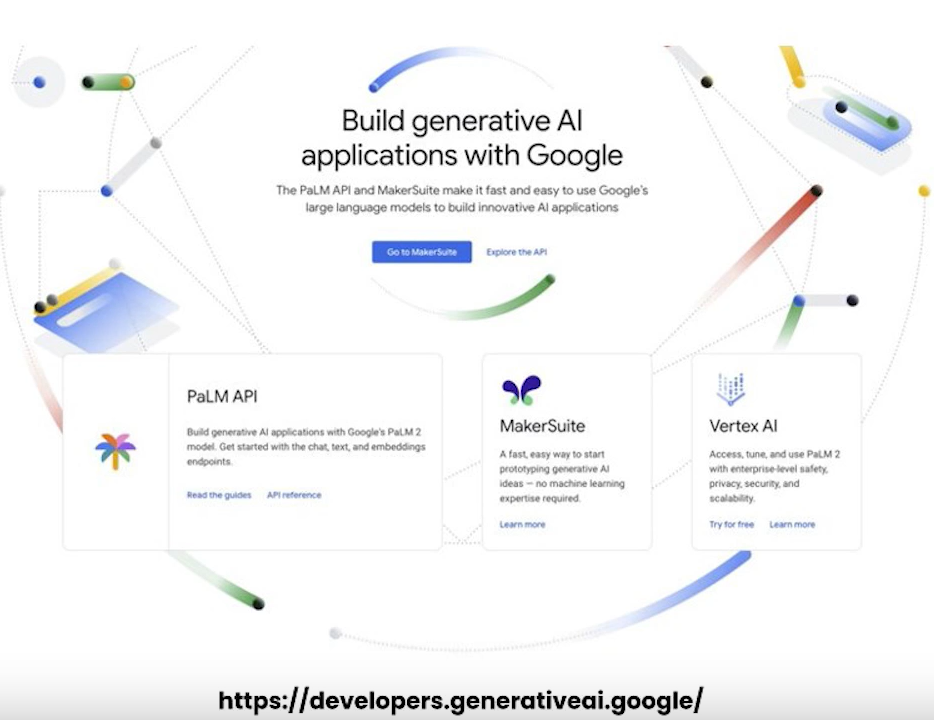 Build generative AI
applications with Google
The PaLM API and MakerSuite make it fast and easy to use Google's
large language models to build innovative AI applications
Go to MakerSuite
Explore the API
PaLM API
Build generative AI applications with Google's PaLM 2
model. Get started with the chat, text, and embeddings
endpoints.
Read the guides
API reference
MakerSuite
A fast, easy way to start
prototyping generative AI
ideas — no machine learning
expertise required.
Learn more
Vertex AI
Access, tune, and use PaLM 2
with enterprise-level safety,
privacy, security, and
scalability.
Try for free
Learn more
https://developers.generativeai.google/